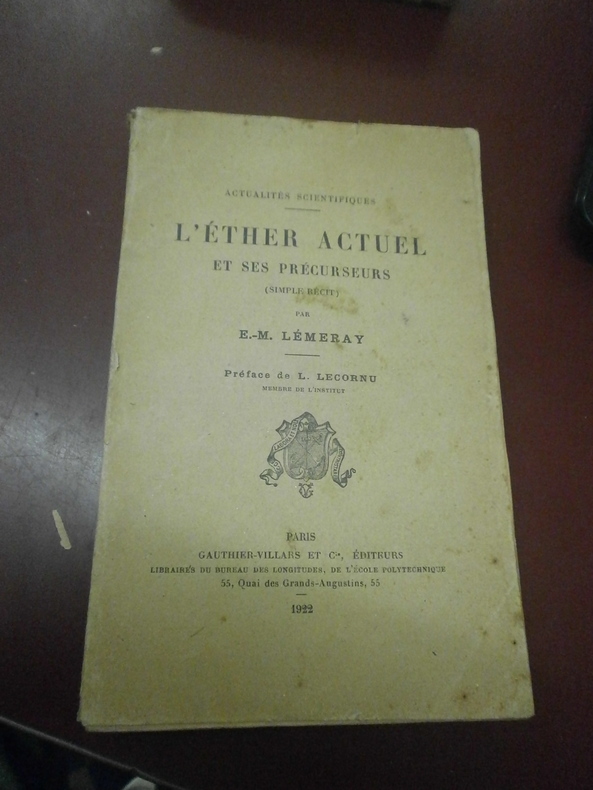 ACTUALITÉS SCIENTIFIQUES
L'ÉTHER ACTUEL
ET SES PRÉCURSEURS
(SIMPLE RÉCIT)
PAR
E.-M. LÉMERAY
Préface de L. LECORNU
MEMBRE DE L'INSTITUT
PARIS
GAUTHIER-VILLARS ET Cie, ÉDITEURS
LIBRAIRES DU BUREAU DES LONGITUDES, DE L'ÉCOLE POLYTECHNIQUE
55, Quai des Grands-Augustins, 55
1922